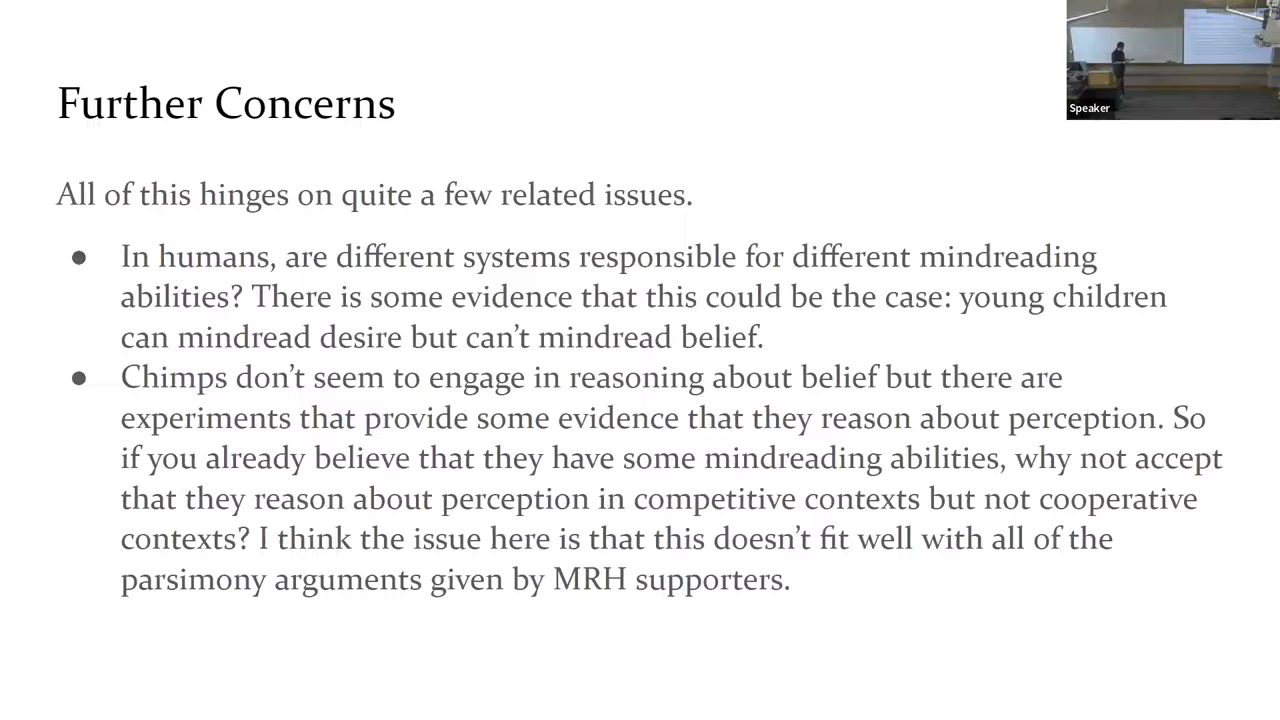 Speaker
Further Concerns
All of this hinges on quite a few related issues.
● In humans, are different systems responsible for different mindreading
abilities? There is some evidence that this could be the case: young children
can mindread desire but can't mindread belief.
● Chimps don't seem to engage in reasoning about belief but there are
experiments that provide some evidence that they reason about perception. So
if you already believe that they have some mindreading abilities, why not accept
that they reason about perception in competitive contexts but not cooperative
contexts? I think the issue here is that this doesn't fit well with all of the
parsimony arguments given by MRH supporters.